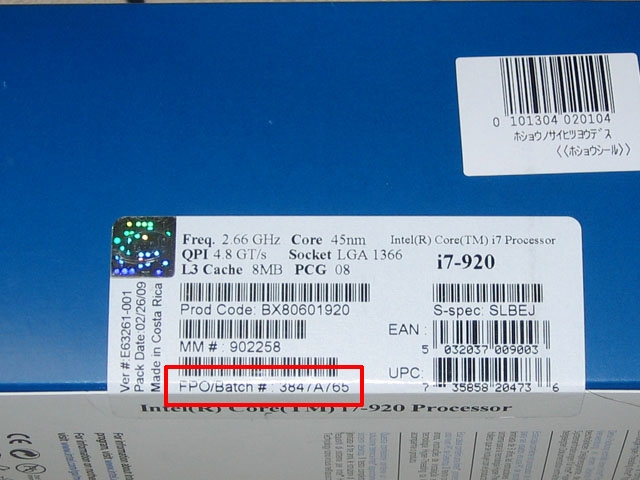 0 101304 020104
ホショウノサイヒツヨウデス
〈〈ホショウシール〉〉
Freq. 2.66 GHz Core 45nm
QPI 4.8 GT/s Socket LGA 1366
L3 Cache 8MB PCG 08
Intel(R) Core(TM) i7 Processor
i7-920
Prod Code: BX80601920
S-spec: SLBEJ
MM # : 902258
EAN :
5 032037 009003
FPO/Batch # : 3847A765
UPC:
7 35858 20473 6
Ver #: E63261-001
Pack Date: 02/26/09
Made in Costa Rica
Intel(R) Core(TM) i7-920 Processor